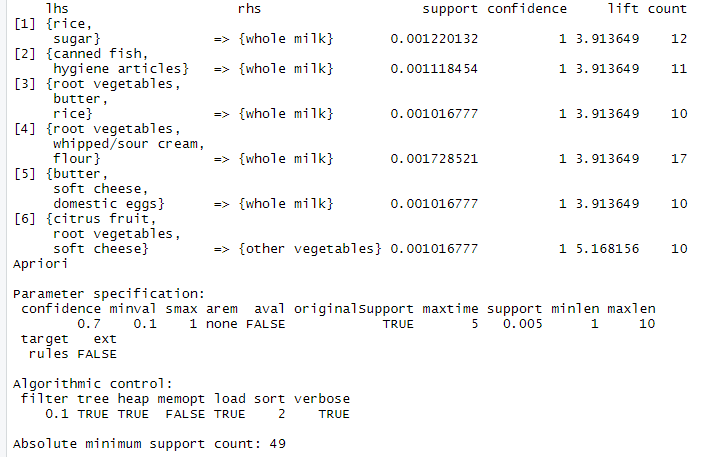 lhs                        rhs                    support confidence     lift count
[1] {rice,
     sugar}                 => {whole milk}       0.001220132          1 3.913649    12
[2] {canned fish,
     hygiene articles}      => {whole milk}       0.001118454          1 3.913649    11
[3] {root vegetables,
     butter,
     rice}                  => {whole milk}       0.001016777          1 3.913649    10
[4] {root vegetables,
     whipped/sour cream,
     flour}                 => {whole milk}       0.001728521          1 3.913649    17
[5] {butter,
     soft cheese,
     domestic eggs}         => {whole milk}       0.001016777          1 3.913649    10
[6] {citrus fruit,
     root vegetables,
     soft cheese}           => {other vegetables} 0.001016777          1 5.168156    10
Apriori
Parameter specification:
 confidence minval smax arem  aval originalSupport maxtime support minlen maxlen
        0.7    0.1    1 none FALSE            TRUE       5   0.005      1     10
 target   ext
  rules FALSE
Algorithmic control:
 filter tree heap memopt load sort verbose
    0.1 TRUE TRUE  FALSE TRUE    2    TRUE
Absolute minimum support count: 49